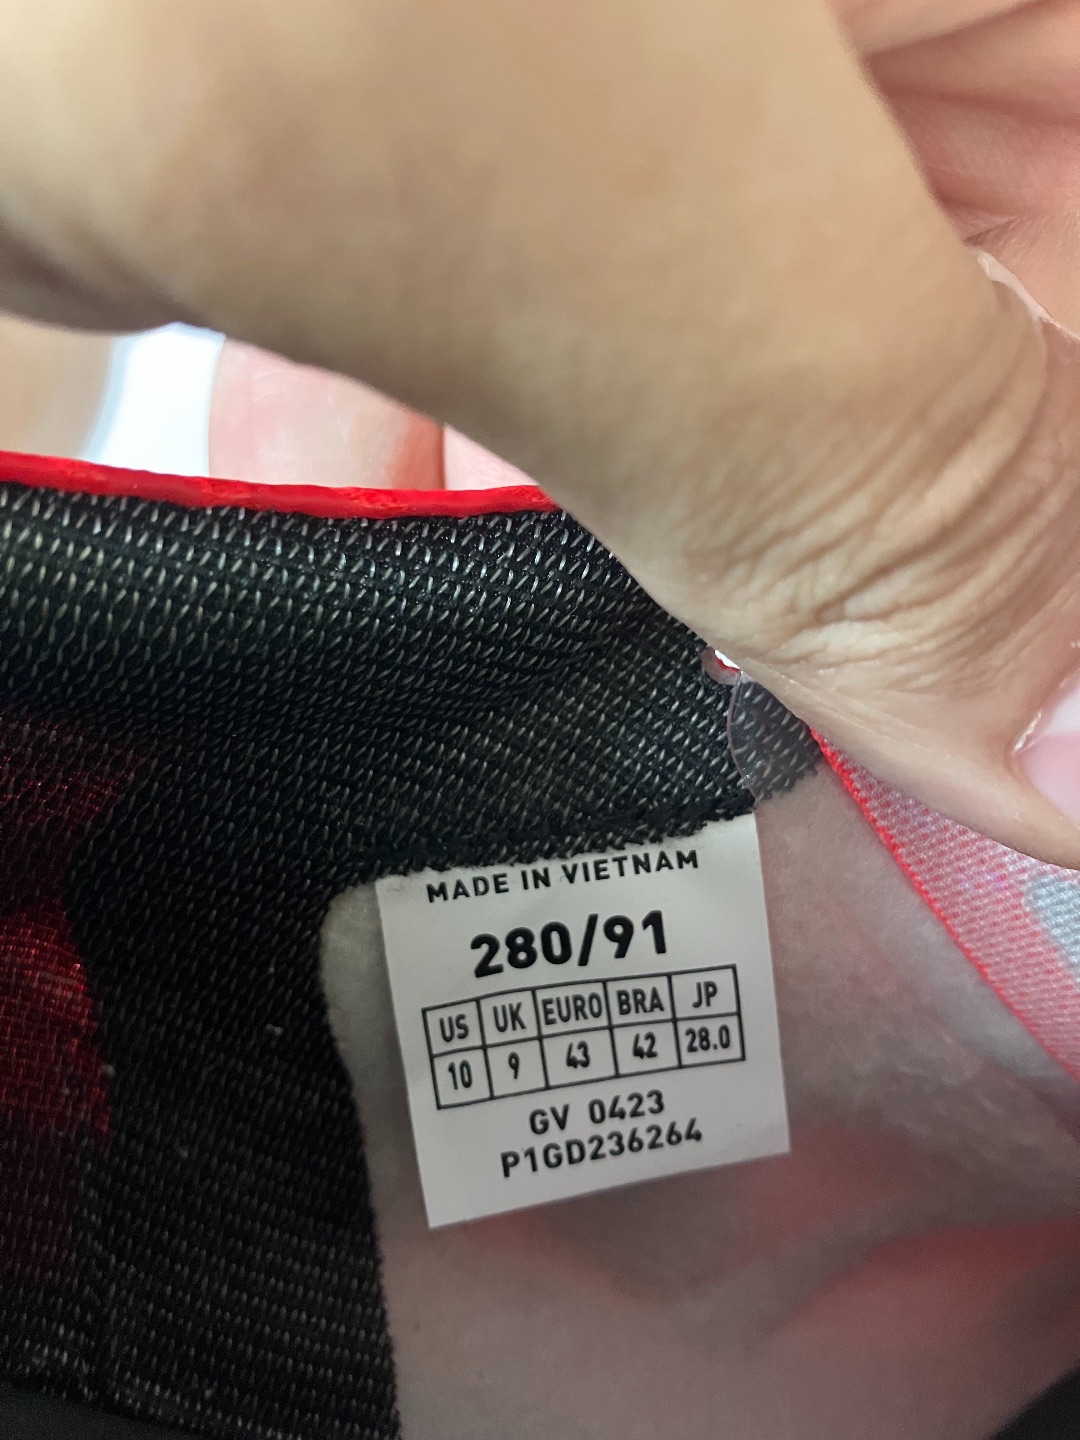 MADE IN VIETNAM
280/91
US UK EURO BRA JP
10 9 43 42 28.0
GV 0423
P1GD236264